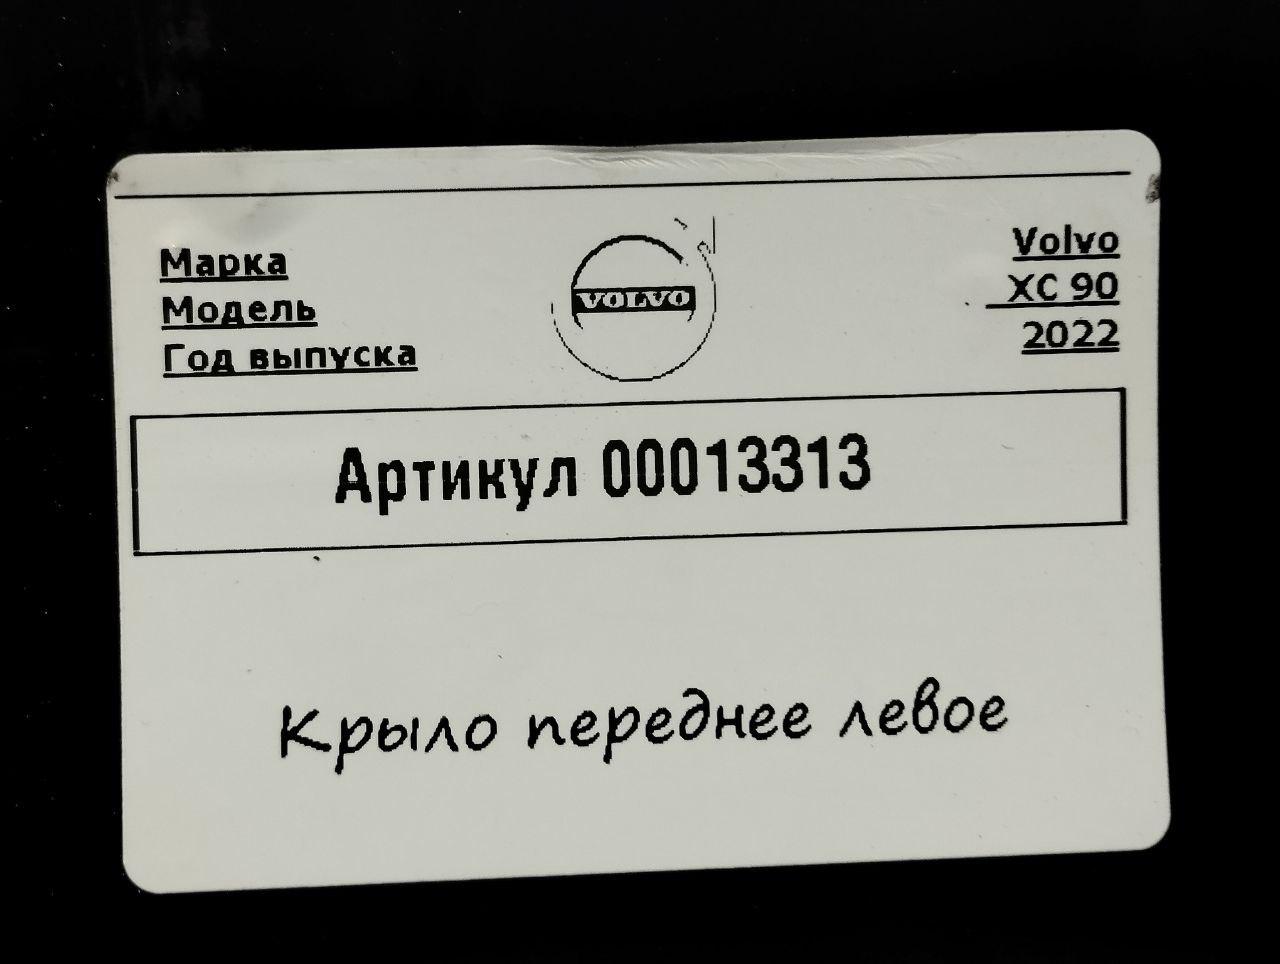 Марка
Модель
Год выпуска
VOLVO
Volvo
XC 90
2022
Артикул 00013313
Крыло переднее левое